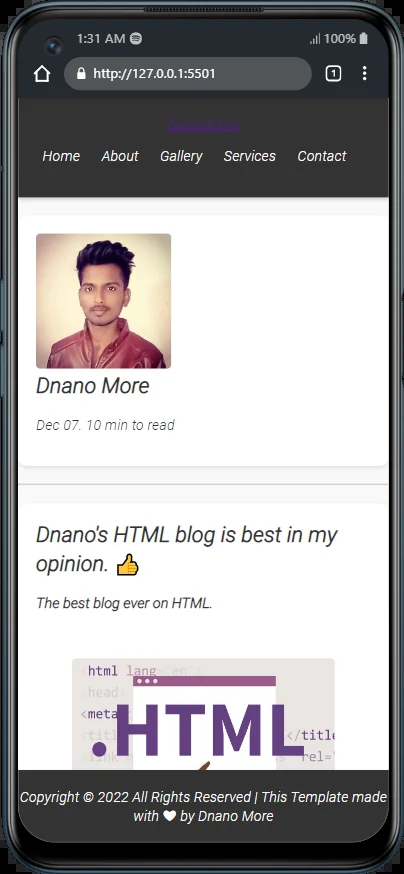 1:31 AM
100%
http://127.0.0.1:5501
1
Home About Gallery Services Contact
Dnano More
Dec 07. 10 min to read
Dnano's HTML blog is best in my
opinion. 👍
The best blog ever on HTML.
html lang="en">
<head>
<meta
.HTML
<title
</title
<link
rel=
Copyright © 2022 All Rights Reserved | This Template made
with ♥ by Dnano More